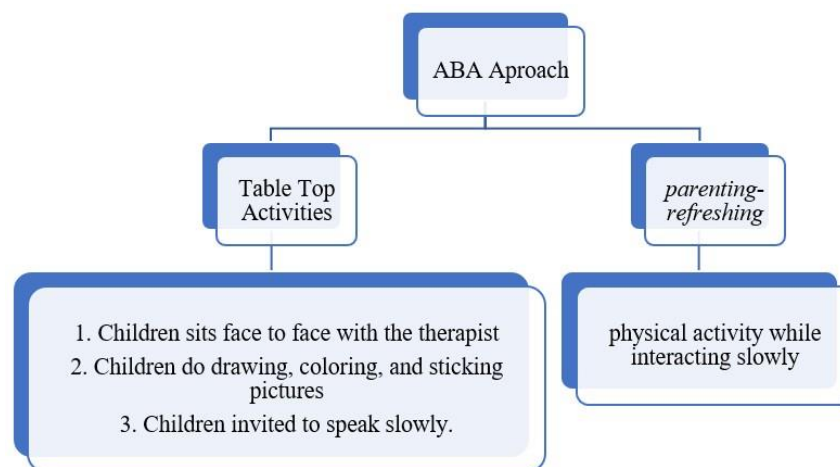 ABA Aproach
Table Top
Activities
parenting-
refreshing
1. Children sits face to face with the therapist
2. Children do drawing, coloring, and sticking
pictures
3. Children invited to speak slowly.
physical activity while
interacting slowly